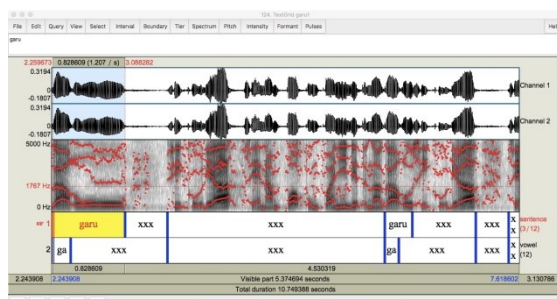 124. TextGrid garu1
File Edit Query View Select Interval Boundary Tier Spectrum Pitch Intensity Formant Pulses Hel
garu
2.259673 0.828609 (1.207 / s) 3.088282
0.3194
0
-0.1807
Channel 1
0.3194
0
-0.1807
Channel 2
5000 Hz
1767 Hz
0 Hz
1 garu xxx xxx garu xxx xxx x x sentence (3/12)
2 ga xxx xxx ga xxx xxx x x vowel (12)
0.828609 4.530319
2.243908 2.243908 Visible part 5.374694 seconds 7.618602 3.130786
Total duration 10.749388 seconds